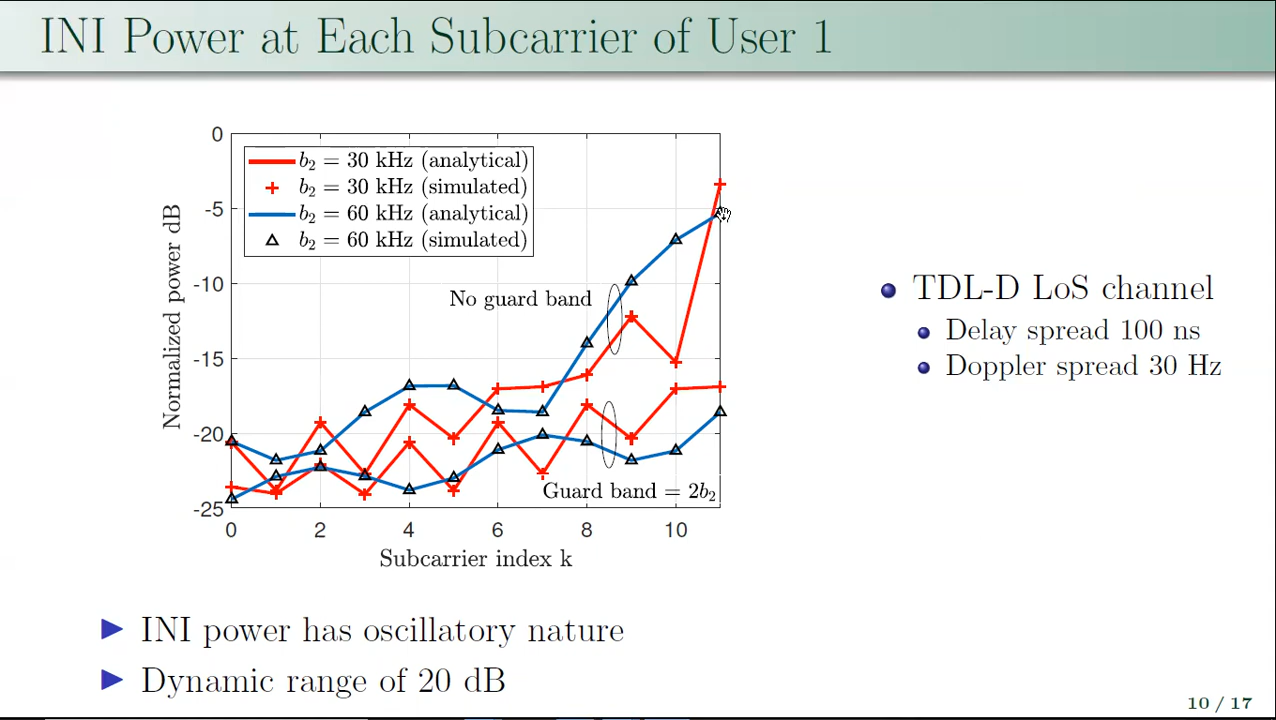 INI Power at Each Subcarrier of User 1
0
-5
-10
-15
-20
-25
Normalized power dB
b₂ = 30 kHz (analytical)
b₂ = 30 kHz (simulated)
b₂ = 60 kHz (analytical)
b₂ = 60 kHz (simulated)
No guard band
Guard band = 2b₂
0 2 4 6 8 10
Subcarrier index k
TDL-D LoS channel
Delay spread 100 ns
Doppler spread 30 Hz
INI power has oscillatory nature
Dynamic range of 20 dB
10 / 17